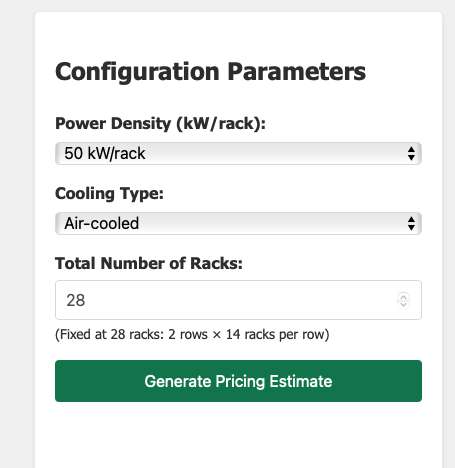 Configuration Parameters
Power Density (kW/rack):
50 kW/rack
Cooling Type:
Air-cooled
Total Number of Racks:
28
(Fixed at 28 racks: 2 rows × 14 racks per row)
Generate Pricing Estimate